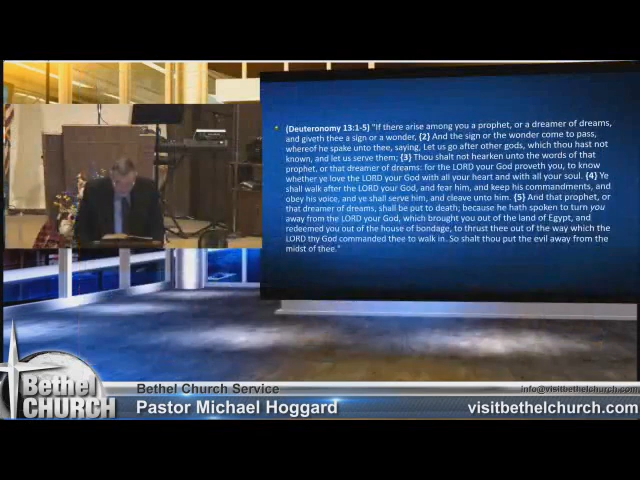 (Deuteronomy 13:1-5) "If there arise among you a prophet, or a dreamer of dreams,
and giveth thee a sign or a wonder, {2} And the sign or the wonder come to pass,
whereof he spake unto thee, saying, Let us go after other gods, which thou hast not
known, and let us serve them; {3} Thou shalt not hearken unto the words of that
prophet, or that dreamer of dreams: for the LORD your God proveth you, to know
whether ye love the LORD your God with all your heart and with all your soul. {4} Ye
shall walk after the LORD your God, and fear him, and keep his commandments, and
obey his voice, and ye shall serve him, and cleave unto him. {5} And that prophet, or
that dreamer of dreams, shall be put to death; because he hath spoken to turn you
away from the LORD your God, which brought you out of the land of Egypt, and
redeemed you out of the house of bondage, to thrust thee out of the way which the
LORD thy God commanded thee to walk in. So shalt thou put the evil away from the
midst of thee."
Bethel
CHURCH
Bethel Church Service
info@visitbethelchurch.com
Pastor Michael Hoggard
visitbethelchurch.com